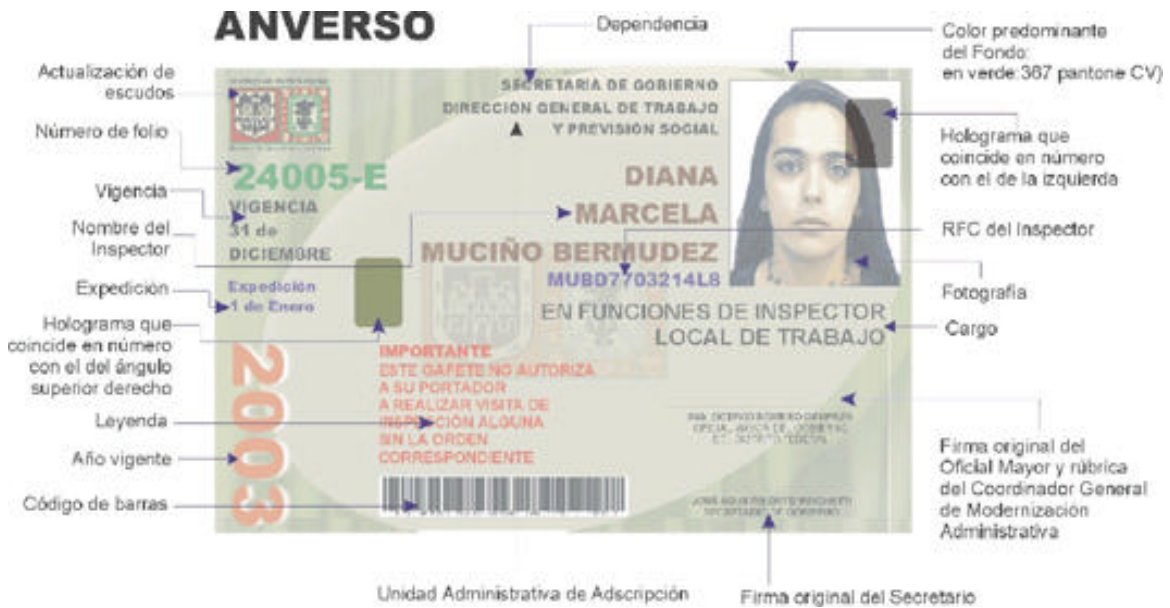 ANVERSO
Dependencia
Color predominante
del Fondo:
en verde:367 pantone CV)
Actualización de
escudos
Número de folio
Vigencia
Nombre del
Inspector
Expedición
Holograma que
coincide en número
con el del ángulo
superior derecho
Leyenda
Año vigente
Código de barras
SECRETARIA DE GOBIERNO
DIRECCIÓN GENERAL DE TRABAJO
Y PREVISIÓN SOCIAL
24005-E
VIGENCIA
31 de
DICIEMBRE
Expedición
1 de Enero
2003
DIANA
MARCELA
MUCIÑO BERMUDEZ
MUBD7703214L8
EN FUNCIONES DE INSPECTOR
LOCAL DE TRABAJO
IMPORTANTE
ESTE GAFETE NO AUTORIZA
A SU PORTADOR
A REALIZAR VISITA DE
INSPECCIÓN ALGUNA
SIN LA ORDEN
CORRESPONDIENTE
SECRETARIO DE GOBIERNO
Holograma que
coincide en número
con el de la izquierda
RFC del Inspector
Fotografía
Cargo
Firma original del
Oficial Mayor y rúbrica
del Coordinador General
de Modernización
Administrativa
Unidad Administrativa de Adscripción
Firma original del Secretario